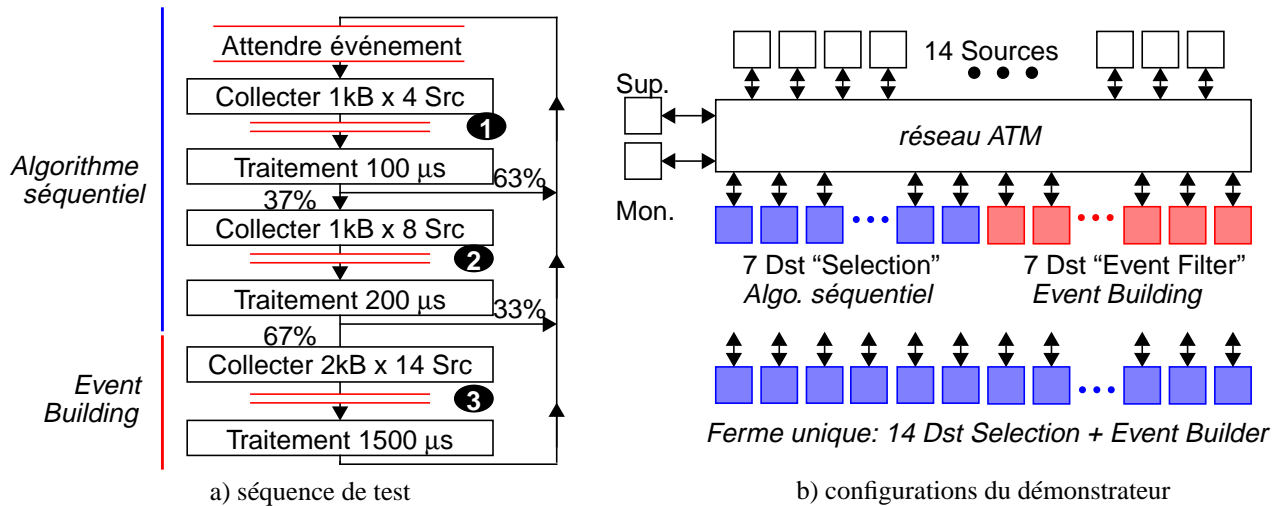 Attendre événement
Collecter 1kB x 4 Src
1
Traitement 100 μs
63%
37%
Collecter 1kB x 8 Src
2
Traitement 200 μs
33%
67%
Collecter 2kB x 14 Src
3
Traitement 1500 μs
Algorithme
séquentiel
Event
Building
a) séquence de test
14 Sources
Sup.
réseau ATM
Mon.
7 Dst “Selection”
Algo. séquentiel
7 Dst “Event Filter”
Event Building
Ferme unique: 14 Dst Selection + Event Builder
b) configurations du démonstrateur